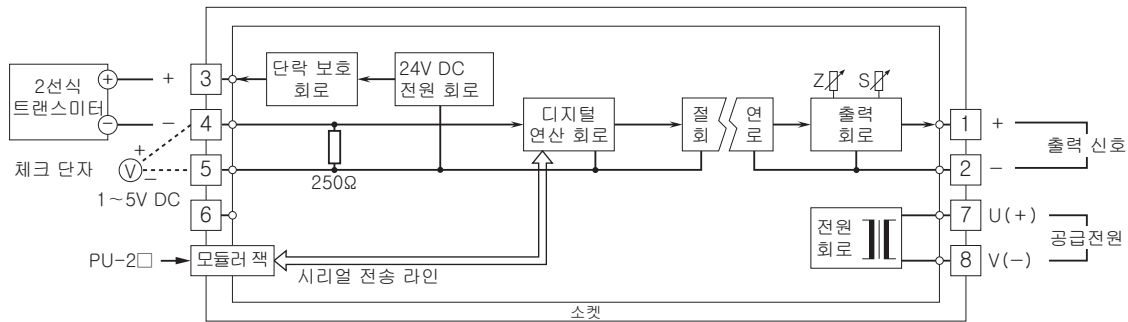 2선식
트랜스미터
+
−
+
−
3
4
5
6
체크 단자
V
+
−
1∼5V DC
PU-2□
모듈러 잭
시리얼 전송 라인
단락 보호
회로
24V DC
전원 회로
250Ω
디지털
연산 회로
절 연
회 로
Z
S
출력
회로
전원
회로
1
2
7
8
+
−
출력 신호
U(+)
V(−)
공급전원
소켓